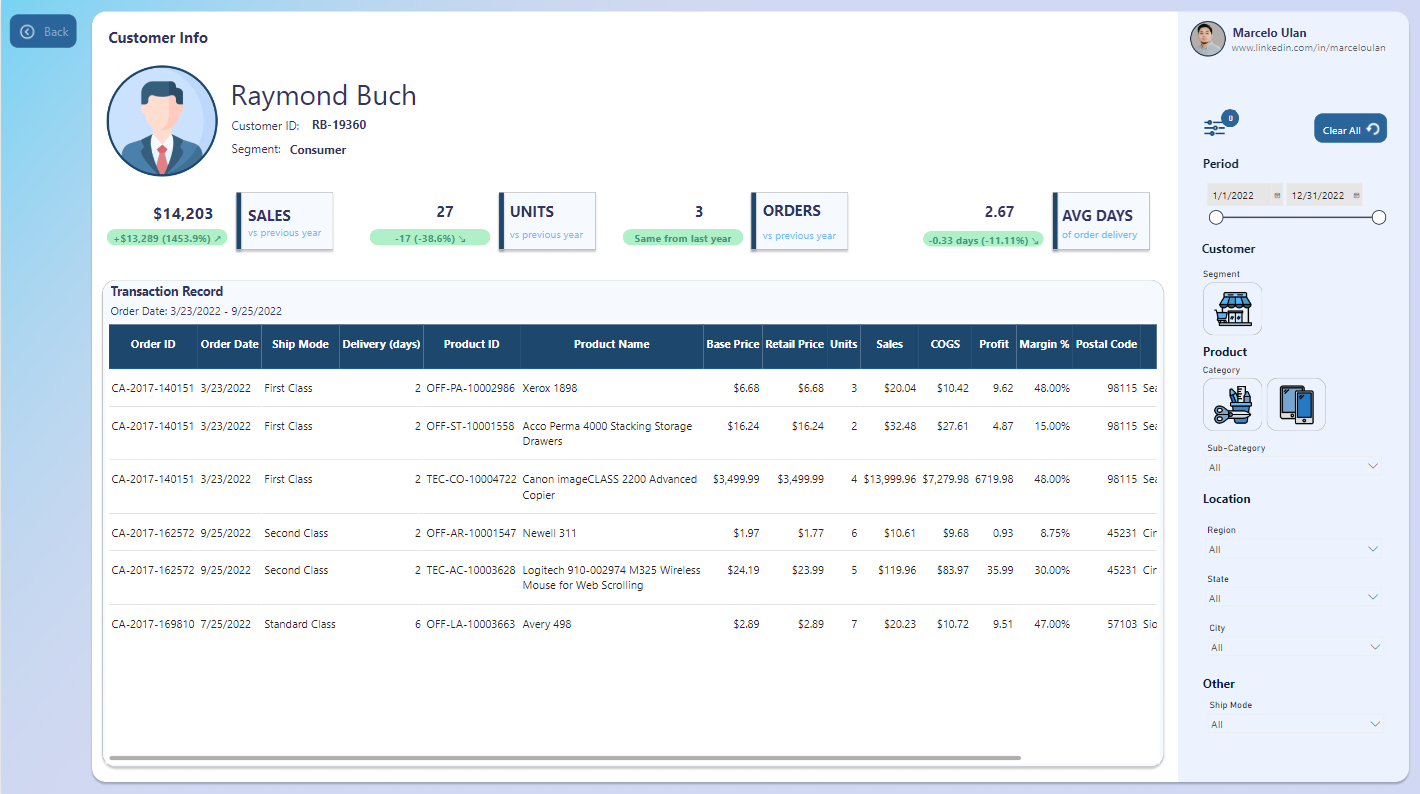 Back
Customer Info
Raymond Buch
Customer ID: RB-19360
Segment: Consumer
$14,203
+$13,289 (1453.9%) ↗
SALES
vs previous year
27
-17 (-38.6%) ↘
UNITS
vs previous year
3
Same from last year
ORDERS
vs previous year
2.67
-0.33 days (-11.11%) ↘
AVG DAYS
of order delivery
Transaction Record
Order Date: 3/23/2022 - 9/25/2022
Order ID Order Date Ship Mode Delivery (days) Product ID Product Name Base Price Retail Price Units Sales COGS Profit Margin % Postal Code
CA-2017-140151 3/23/2022 First Class 2 OFF-PA-10002986 Xerox 1898 $6.68 $6.68 3 $20.04 $10.42 9.62 48.00% 98115 Sea
CA-2017-140151 3/23/2022 First Class 2 OFF-ST-10001558 Acco Perma 4000 Stacking Storage $16.24 $16.24 2 $32.48 $27.61 4.87 15.00% 98115 Sea
Drawers
CA-2017-140151 3/23/2022 First Class 2 TEC-CO-10004722 Canon imageCLASS 2200 Advanced $3,499.99 $3,499.99 4 $13,999.96 $7,279.98 6719.98 48.00% 98115 Sea
Copier
CA-2017-162572 9/25/2022 Second Class 2 OFF-AR-10001547 Newell 311 $1.97 $1.77 6 $10.61 $9.68 0.93 8.75% 45231 Cin
CA-2017-162572 9/25/2022 Second Class 2 TEC-AC-10003628 Logitech 910-002974 M325 Wireless $24.19 $23.99 5 $119.96 $83.97 35.99 30.00% 45231 Cin
Mouse for Web Scrolling
CA-2017-169810 7/25/2022 Standard Class 6 OFF-LA-10003663 Avery 498 $2.89 $2.89 7 $20.23 $10.72 9.51 47.00% 57103 Sio
Marcelo Ulan
www.linkedin.com/in/marceloulan
0
Clear All
Period
1/1/2022 12/31/2022
Customer
Segment
Product
Category
Sub-Category
All
Location
Region
All
State
All
City
All
Other
Ship Mode
All